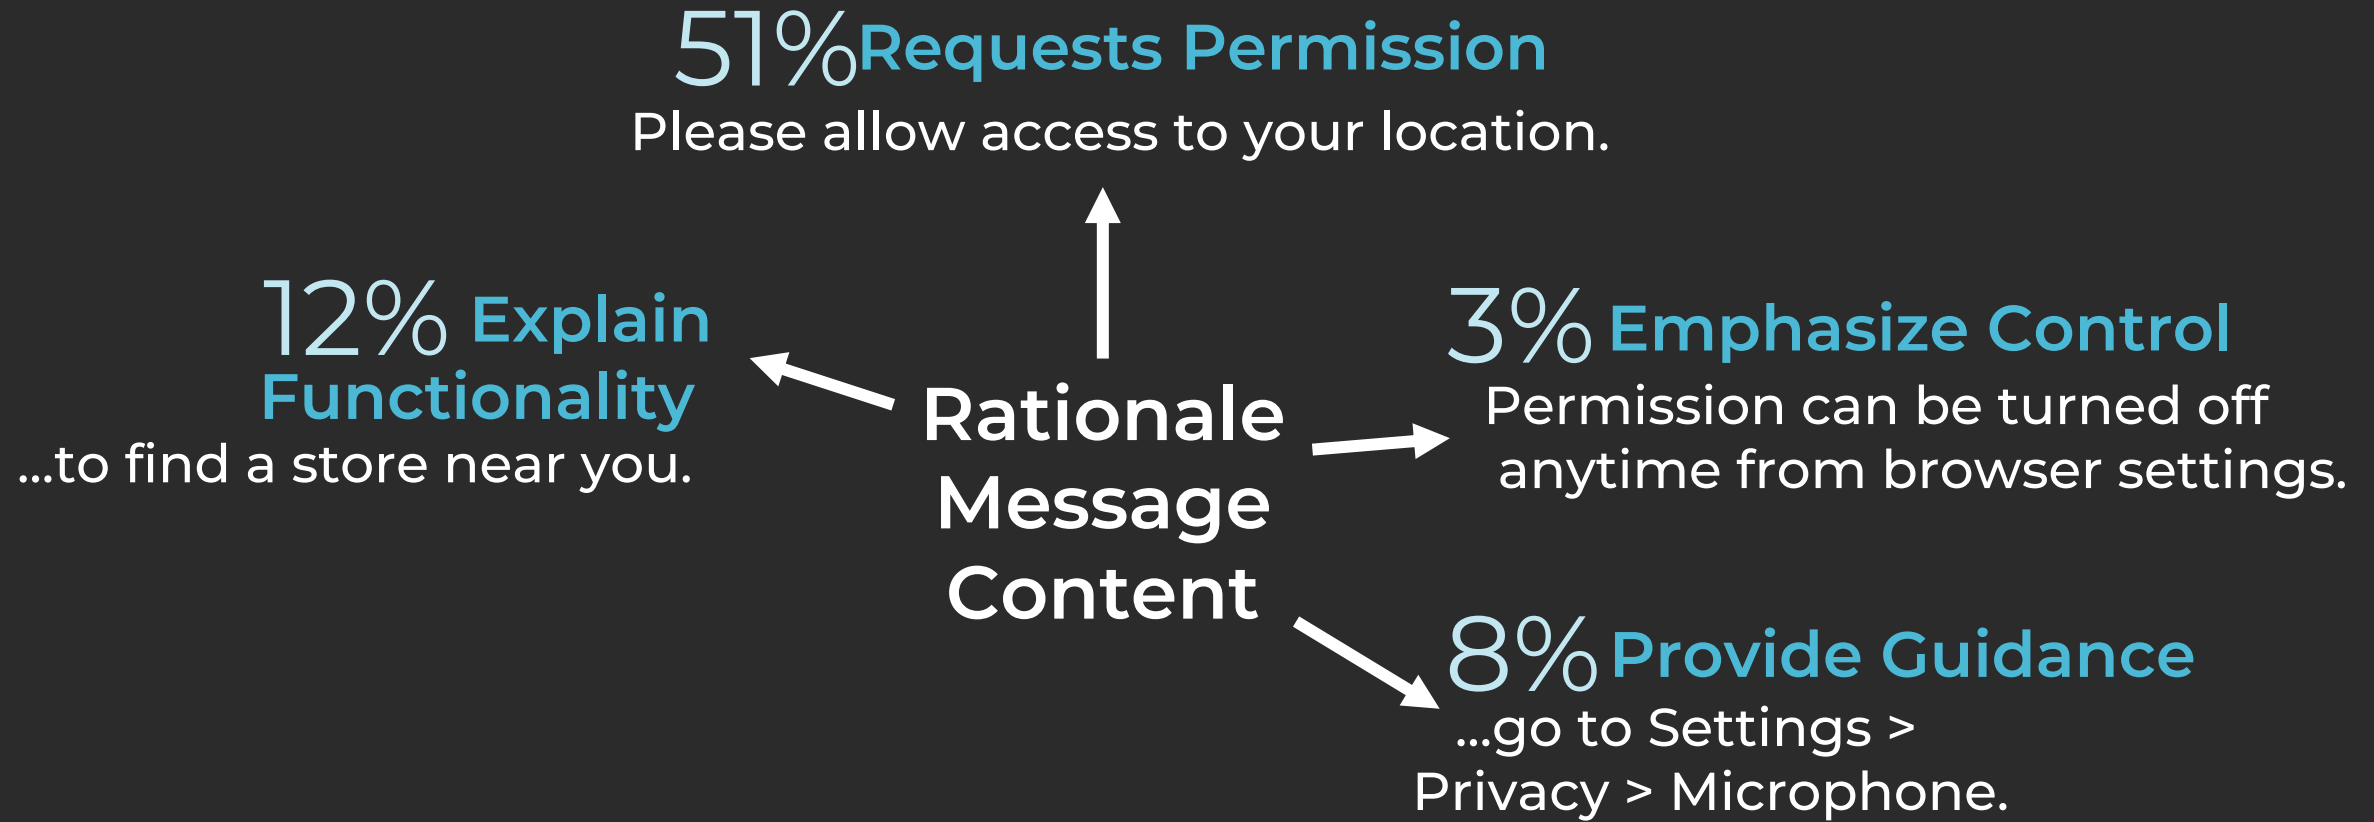 51% Requests Permission
Please allow access to your location.
12% Explain
Functionality
...to find a store near you.
Rationale
Message
Content
3% Emphasize Control
Permission can be turned off
anytime from browser settings.
8% Provide Guidance
...go to Settings >
Privacy > Microphone.